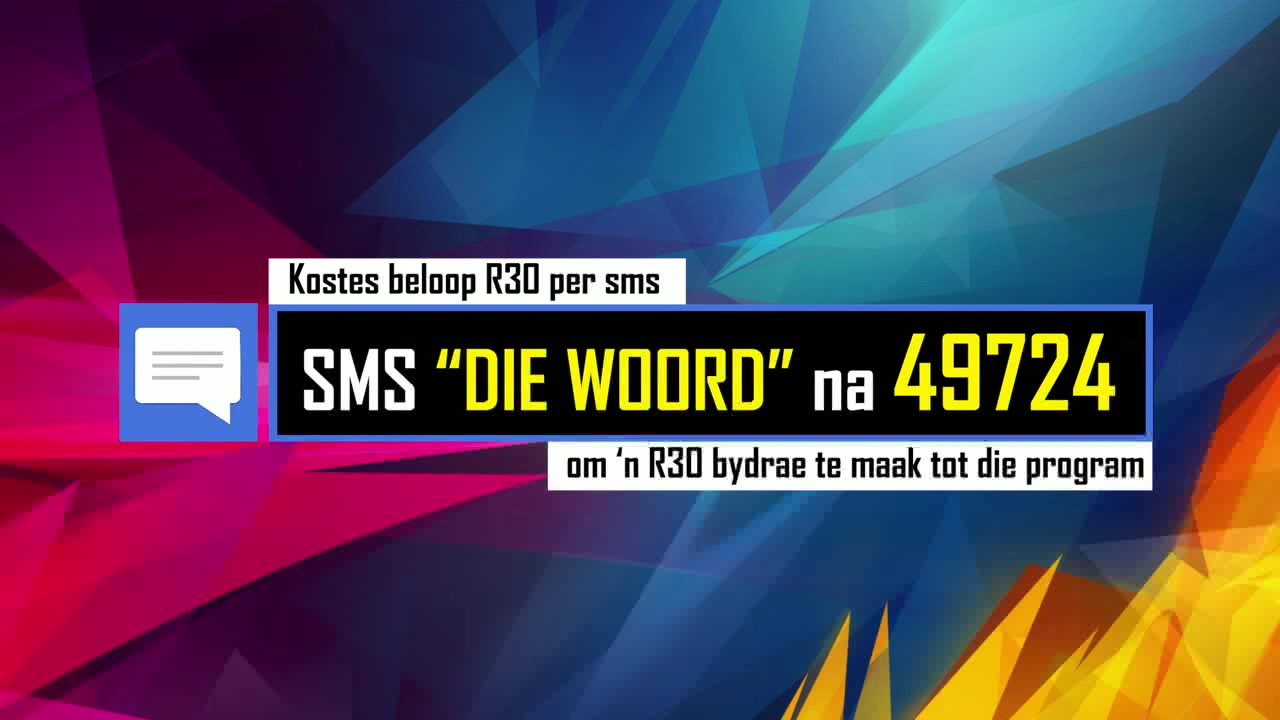 Kostes beloop R30 per sms
SMS “DIE WOORD” na 49724
om ‘n R30 bydrae te maak tot die program